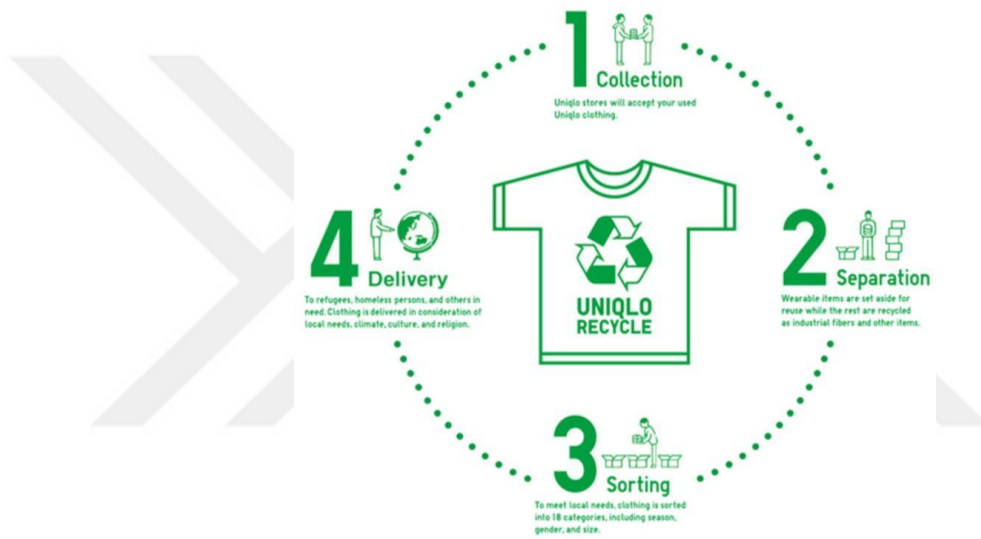 1
Collection
Uniqlo stores will accept your used
Uniqlo clothing.
2
Separation
Wearable items are set aside for
reuse while the rest are recycled
as industrial fibers and other items.
3
Sorting
To meet local needs, clothing is sorted
into 18 categories, including season,
gender, and size.
4
Delivery
To refugees, homeless persons, and others in
need. Clothing is delivered in consideration of
local needs, climate, culture, and religion.
UNIQLO
RECYCLE